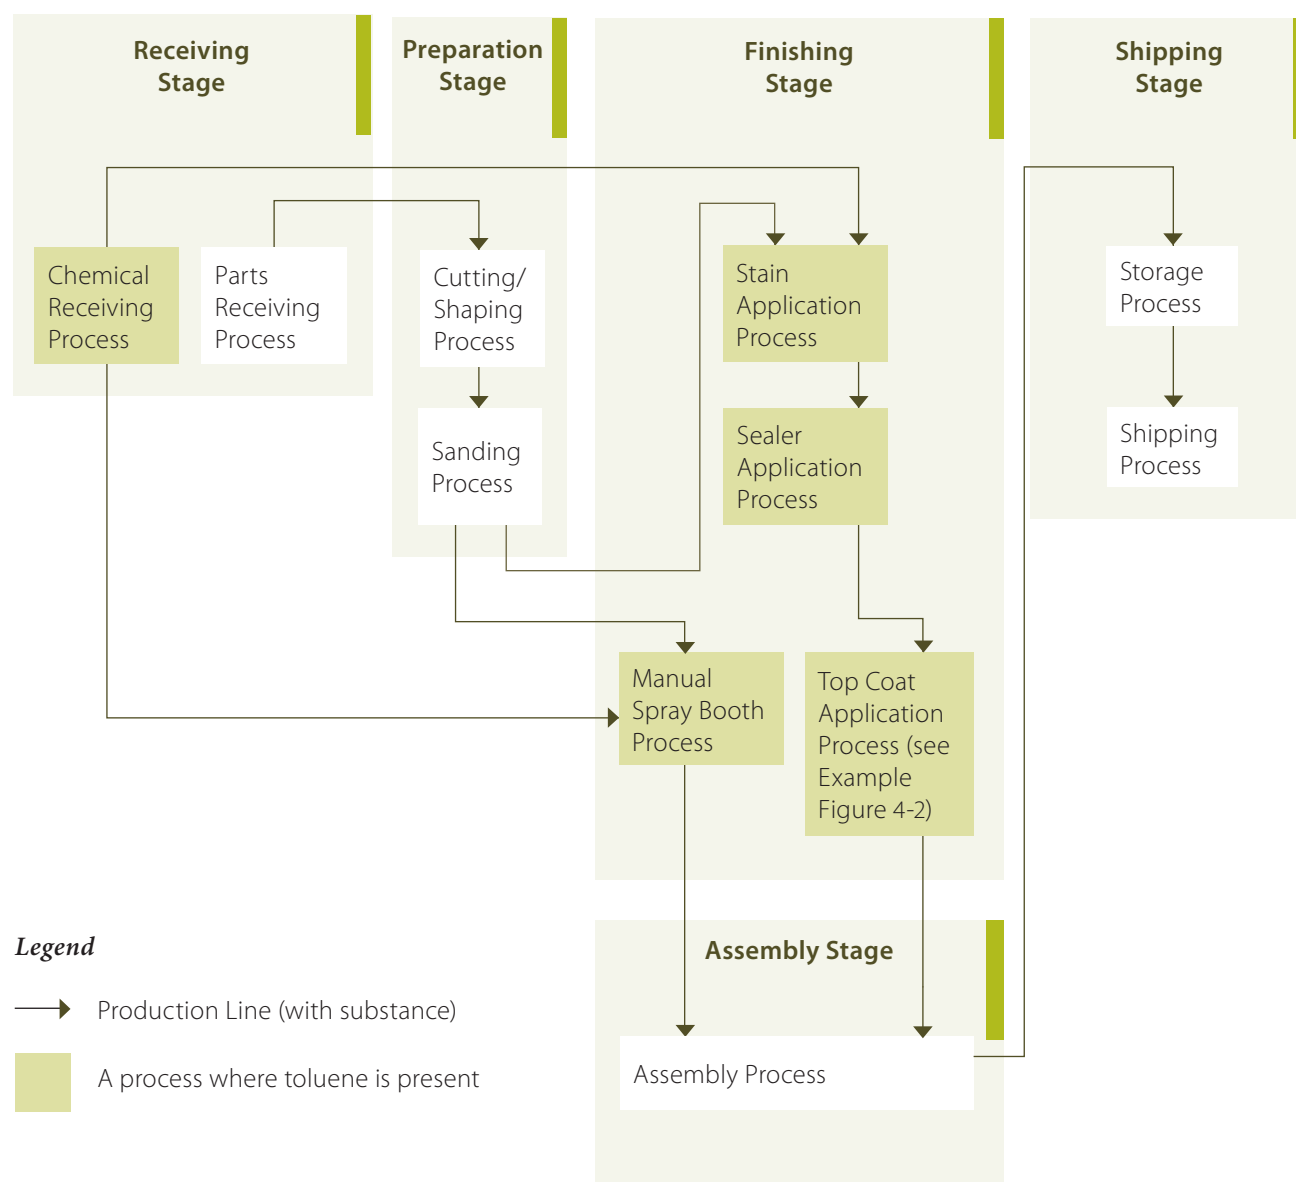 Receiving
Stage
Preparation
Stage
Finishing
Stage
Shipping
Stage
Chemical
Receiving
Process
Parts
Receiving
Process
Cutting/
Shaping
Process
Sanding
Process
Stain
Application
Process
Sealer
Application
Process
Manual
Spray Booth
Process
Top Coat
Application
Process (see
Example
Figure 4-2)
Storage
Process
Shipping
Process
Assembly Stage
Assembly Process
Legend
Production Line (with substance)
A process where toluene is present